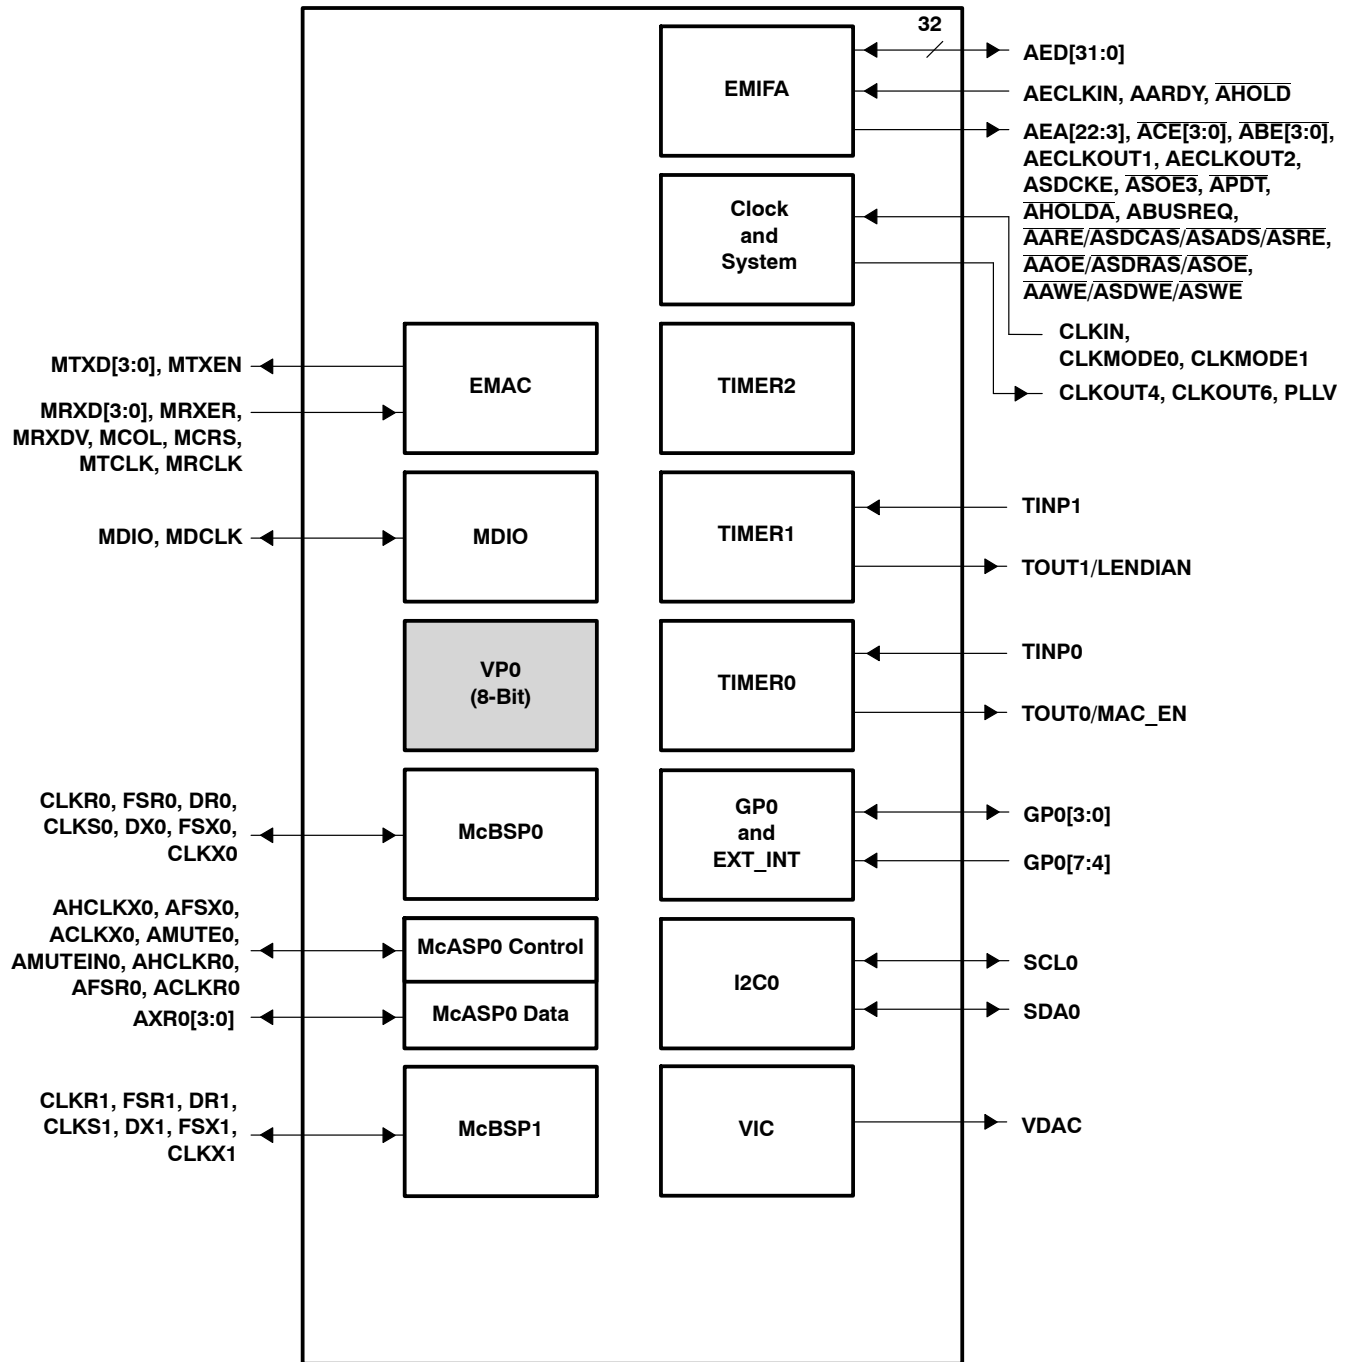 32
EMIFA
AED[31:0]
AECLKIN, AARDY, AHOLD
AEA[22:3], ACE[3:0], ABE[3:0],
AECLKOUT1, AECLKOUT2,
ASDCKE, ASOE3, APDT,
AHOLDA, ABUSREQ,
AARE/ASDCAS/ASADS/ASRE,
AAOE/ASDRAS/ASOE,
AAWE/ASDWE/ASWE
Clock
and
System
CLKIN,
CLKMODE0, CLKMODE1
CLKOUT4, CLKOUT6, PLLV
MTXD[3:0], MTXEN
MRXD[3:0], MRXER,
MRXDV, MCOL, MCRS,
MTCLK, MRCLK
EMAC
TIMER2
MDIO, MDCLK
MDIO
TIMER1
TINP1
TOUT1/LENDIAN
VP0
(8-Bit)
TIMER0
TINP0
TOUT0/MAC_EN
CLKR0, FSR0, DR0,
CLKS0, DX0, FSX0,
CLKX0
McBSP0
GP0
and
EXT_INT
GP0[3:0]
GP0[7:4]
AHCLKX0, AFSX0,
ACLKX0, AMUTE0,
AMUTEIN0, AHCLKR0,
AFSR0, ACLKR0
AXR0[3:0]
McASP0 Control
McASP0 Data
I2C0
SCL0
SDA0
CLKR1, FSR1, DR1,
CLKS1, DX1, FSX1,
CLKX1
McBSP1
VIC
VDAC